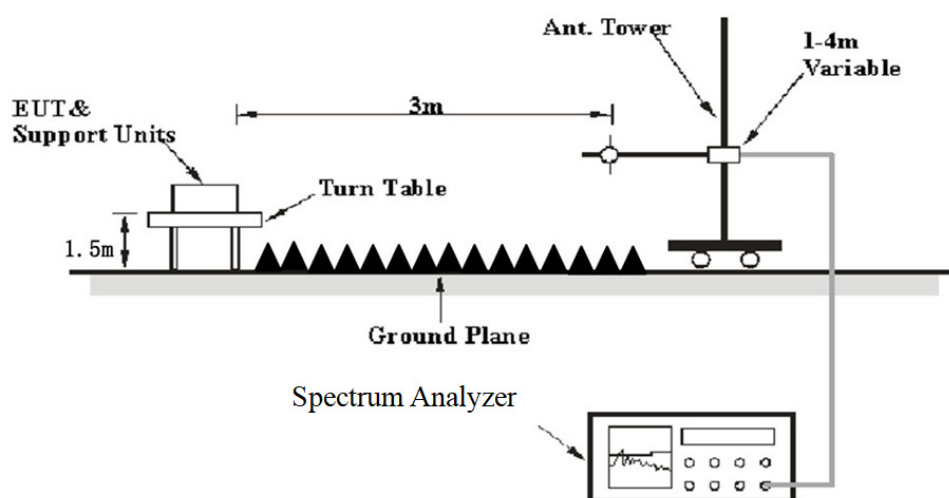 Ant. Tower
1-4m
Variable
EUT&
Support Units
3m
Turn Table
1.5m
Ground Plane
Spectrum Analyzer